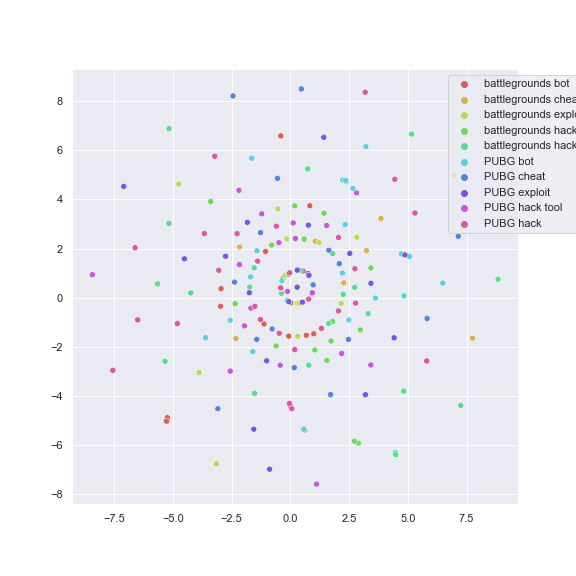 battlegrounds bot
battlegrounds chea
battlegrounds explo
battlegrounds hack
battlegrounds hack
PUBG bot
PUBG cheat
PUBG exploit
PUBG hack tool
PUBG hack
8
6
4
2
0
−2
−4
−6
−8
−7.5
−5.0
−2.5
0.0
2.5
5.0
7.5